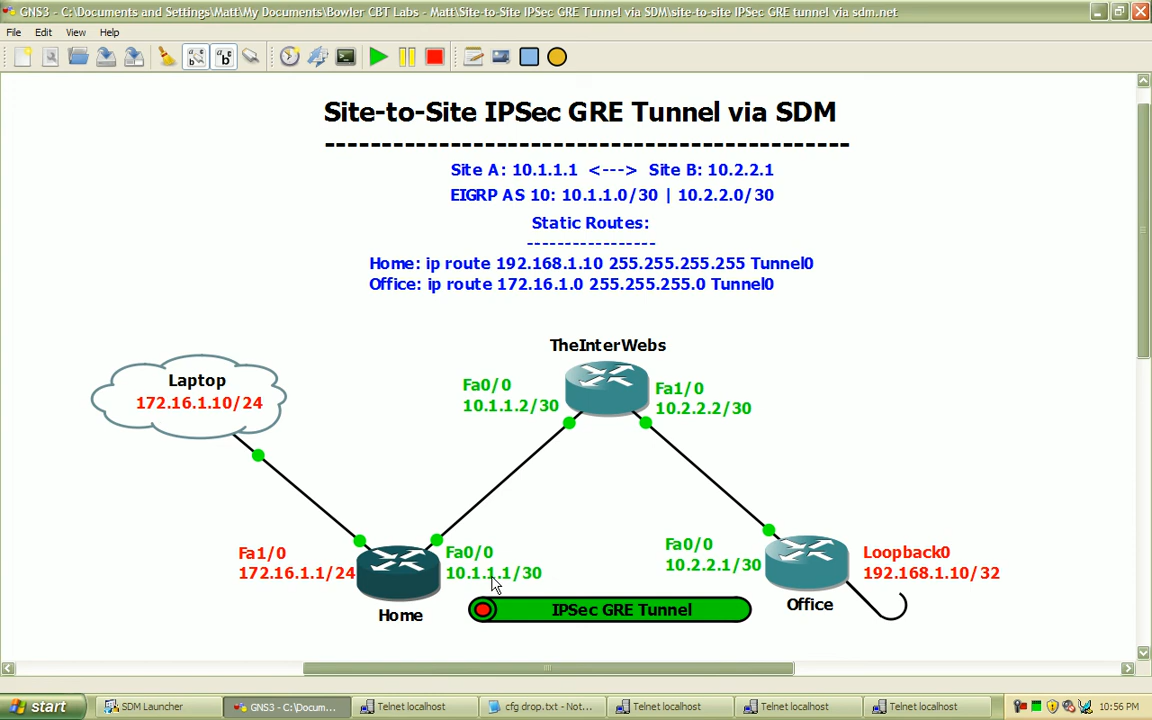 GNS3 - C:\Documents and Settings\Matt\My Documents\Bowler CBT Labs - Matt\Site-to-Site IPSec GRE Tunnel via SDM\site-to-site IPSec GRE tunnel via sdm.net
File Edit View Help
Site-to-Site IPSec GRE Tunnel via SDM
------------------------------------------
Site A: 10.1.1.1 <---> Site B: 10.2.2.1
EIGRP AS 10: 10.1.1.0/30 | 10.2.2.0/30
Static Routes:
-----------------
Home: ip route 192.168.1.10 255.255.255.255 Tunnel0
Office: ip route 172.16.1.0 255.255.255.0 Tunnel0
TheInterWebs
Laptop
172.16.1.10/24
Fa0/0
10.1.1.2/30
Fa1/0
10.2.2.2/30
Fa1/0
172.16.1.1/24
Fa0/0
10.1.1.1/30
Home
Fa0/0
10.2.2.1/30
Loopback0
192.168.1.10/32
Office
IPSec GRE Tunnel
start
SDM Launcher
GNS3 - C:\Docum...
Telnet localhost
cfg drop.txt - Not...
Telnet localhost
Telnet localhost
Telnet localhost
10:56 PM